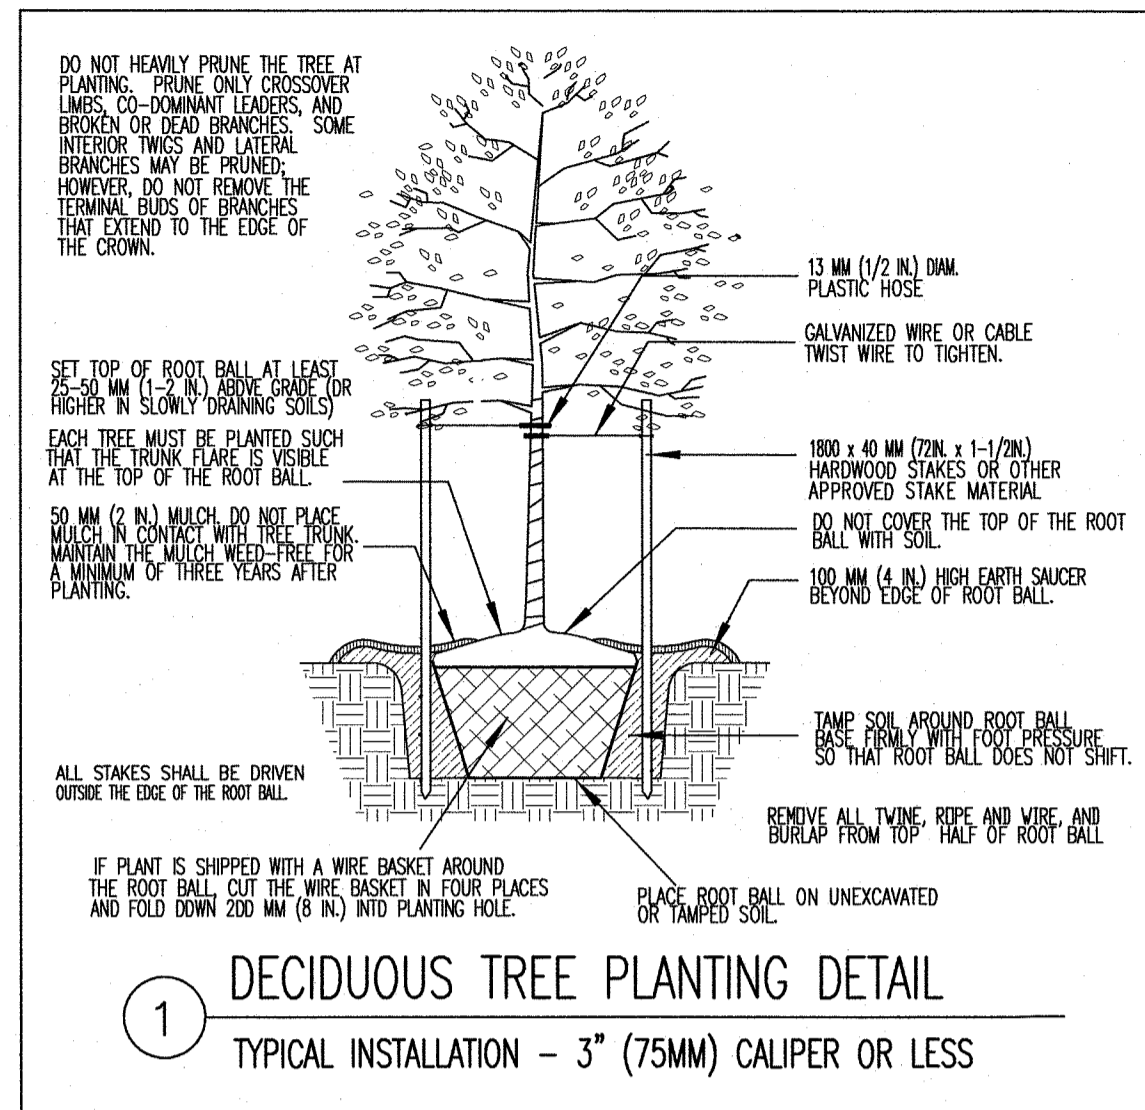 DO NOT HEAVILY PRUNE THE TREE AT
PLANTING. PRUNE ONLY CROSSOVER
LIMBS, CO-DOMINANT LEADERS, AND
BROKEN OR DEAD BRANCHES. SOME
INTERIOR TWIGS AND LATERAL
BRANCHES MAY BE PRUNED;
HOWEVER, DO NOT REMOVE THE
TERMINAL BUDS OF BRANCHES
THAT EXTEND TO THE EDGE OF
THE CROWN.
SET TOP OF ROOT BALL AT LEAST
25-50 MM (1-2 IN.) ABOVE GRADE (OR
HIGHER IN SLOWLY DRAINING SOILS)
EACH TREE MUST BE PLANTED SUCH
THAT THE TRUNK FLARE IS VISIBLE
AT THE TOP OF THE ROOT BALL.
50 MM (2 IN.) MULCH. DO NOT PLACE
MULCH IN CONTACT WITH TREE TRUNK.
MAINTAIN THE MULCH WEED-FREE FOR
A MINIMUM OF THREE YEARS AFTER
PLANTING.
ALL STAKES SHALL BE DRIVEN
OUTSIDE THE EDGE OF THE ROOT BALL.
IF PLANT IS SHIPPED WITH A WIRE BASKET AROUND
THE ROOT BALL, CUT THE WIRE BASKET IN FOUR PLACES
AND FOLD DOWN 200 MM (8 IN.) INTO PLANTING HOLE.
13 MM (1/2 IN.) DIAM.
PLASTIC HOSE
GALVANIZED WIRE OR CABLE
TWIST WIRE TO TIGHTEN.
1800 x 40 MM (72IN. x 1-1/2IN.)
HARDWOOD STAKES OR OTHER
APPROVED STAKE MATERIAL
DO NOT COVER THE TOP OF THE ROOT
BALL WITH SOIL.
100 MM (4 IN.) HIGH EARTH SAUCER
BEYOND EDGE OF ROOT BALL.
TAMP SOIL AROUND ROOT BALL
BASE FIRMLY WITH FOOT PRESSURE
SO THAT ROOT BALL DOES NOT SHIFT.
REMOVE ALL TWINE, ROPE AND WIRE, AND
BURLAP FROM TOP HALF OF ROOT BALL
PLACE ROOT BALL ON UNEXCAVATED
OR TAMPED SOIL.
1
DECIDUOUS TREE PLANTING DETAIL
TYPICAL INSTALLATION - 3" (75MM) CALIPER OR LESS